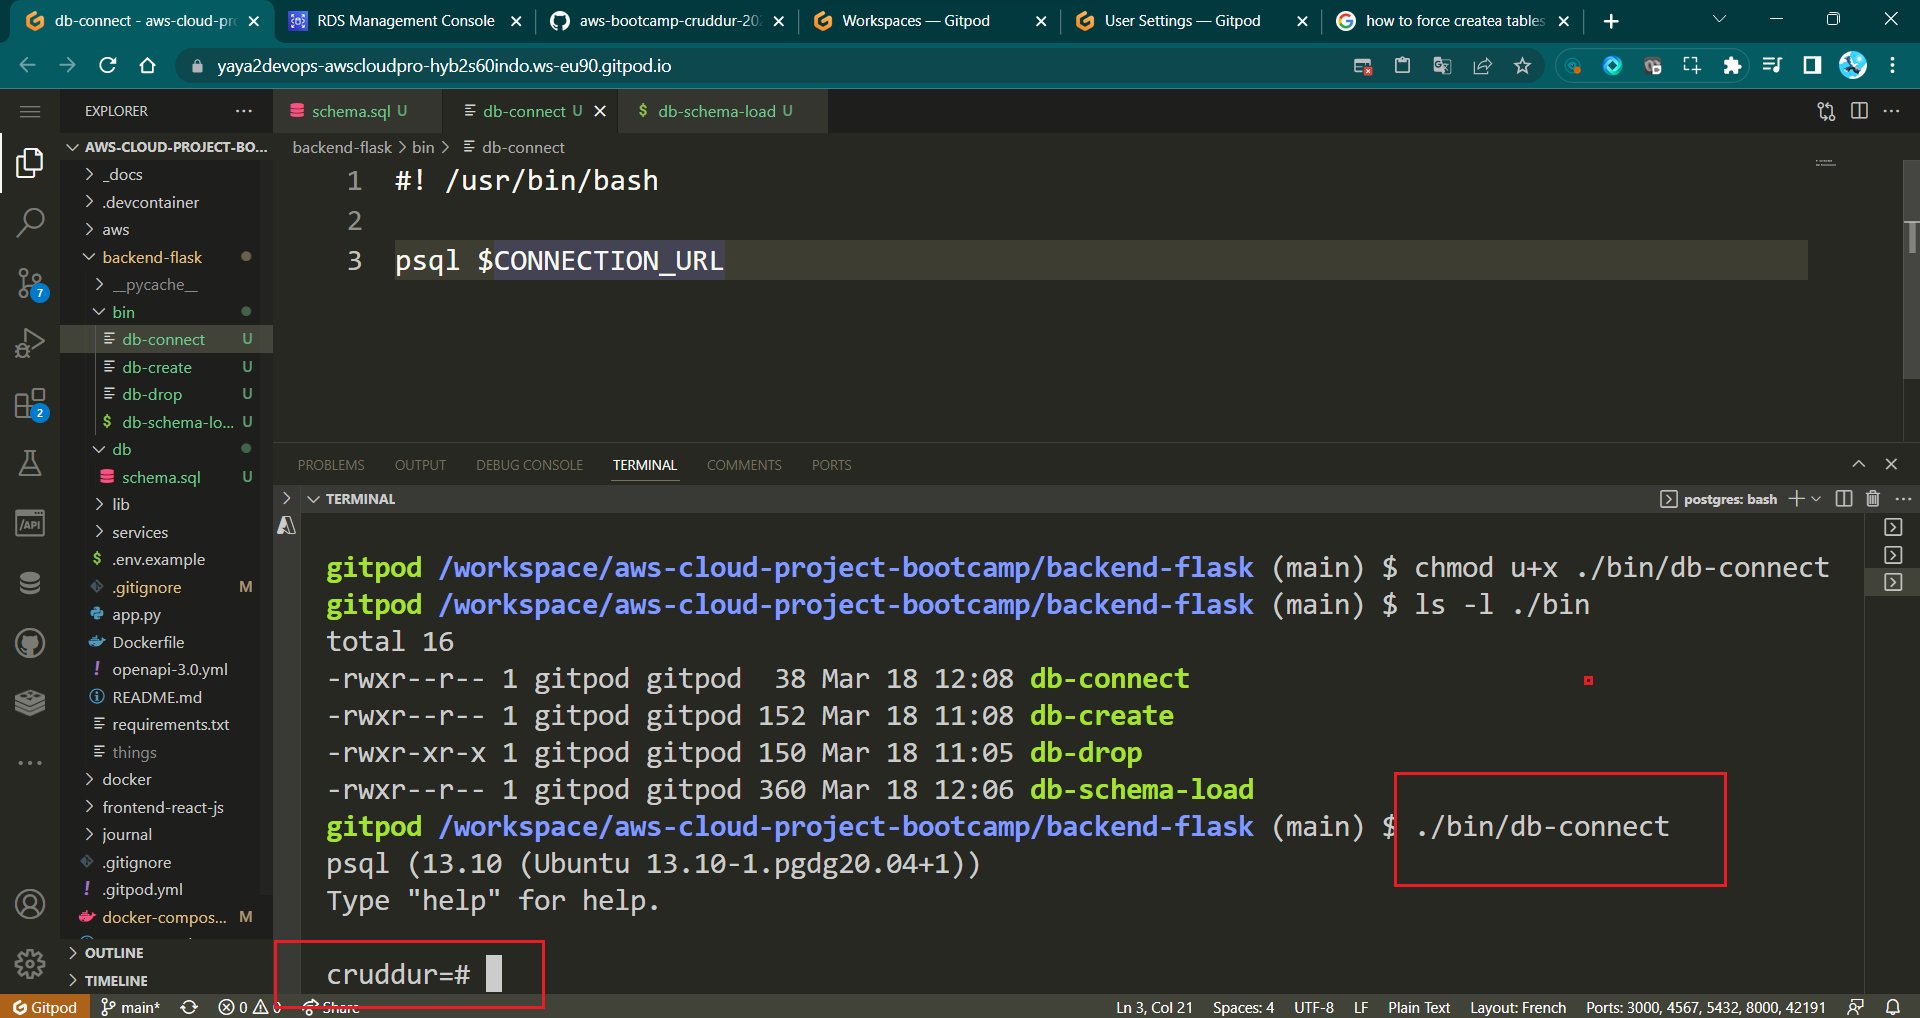 db-connect - aws-cloud-pr
RDS Management Console
aws-bootcamp-cruddur-202
Workspaces — Gitpod
User Settings — Gitpod
how to force createa tables
yaya2devops-awscloudpro-hyb2s60indo.ws-eu90.gitpod.io
EXPLORER
schema.sql U
db-connect U
$ db-schema-load U
AWS-CLOUD-PROJECT-BO...
backend-flask > bin > db-connect
_docs
.devcontainer
aws
backend-flask
__pycache__
bin
db-connect U
db-create U
db-drop U
$ db-schema-lo... U
db
schema.sql U
lib
services
$ .env.example
.gitignore M
app.py
Dockerfile
! openapi-3.0.yml
README.md
requirements.txt
things
docker
frontend-react-js
journal
.gitignore
! .gitpod.yml
docker-compos... M
OUTLINE
TIMELINE
7
2
/API
1 #! /usr/bin/bash
2
3 psql $CONNECTION_URL
PROBLEMS OUTPUT DEBUG CONSOLE TERMINAL COMMENTS PORTS
TERMINAL
postgres: bash
gitpod /workspace/aws-cloud-project-bootcamp/backend-flask (main) $ chmod u+x ./bin/db-connect
gitpod /workspace/aws-cloud-project-bootcamp/backend-flask (main) $ ls -l ./bin
total 16
-rwxr--r-- 1 gitpod gitpod  38 Mar 18 12:08 db-connect
-rwxr--r-- 1 gitpod gitpod 152 Mar 18 11:08 db-create
-rwxr-xr-x 1 gitpod gitpod 150 Mar 18 11:05 db-drop
-rwxr--r-- 1 gitpod gitpod 360 Mar 18 12:06 db-schema-load
gitpod /workspace/aws-cloud-project-bootcamp/backend-flask (main) $ ./bin/db-connect
psql (13.10 (Ubuntu 13.10-1.pgdg20.04+1))
Type "help" for help.
cruddur=#
Gitpod main* 0 0 Share
Ln 3, Col 21 Spaces: 4 UTF-8 LF Plain Text Layout: French Ports: 3000, 4567, 5432, 8000, 42191